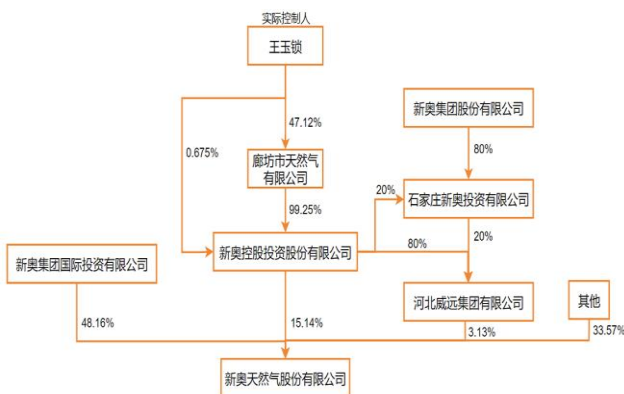 实际控制人
王玉锁
47.12%
0.675%
廊坊市天然气
有限公司
99.25%
新奥集团股份有限公司
80%
20%
石家庄新奥投资有限公司
新奥控股投资股份有限公司
80%
20%
新奥集团国际投资有限公司
河北威远集团有限公司
其他
48.16%
15.14%
3.13%
33.57%
新奥天然气股份有限公司